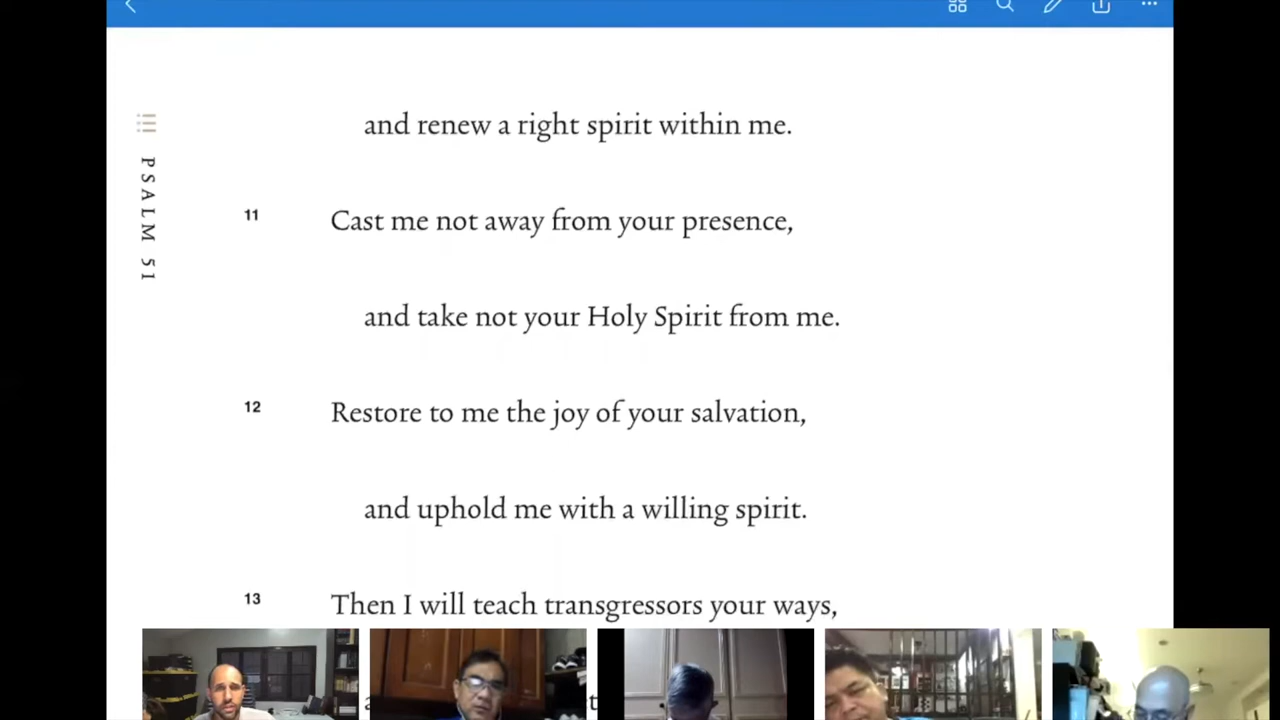 and renew a right spirit within me.
PSALM 51
11 Cast me not away from your presence,
and take not your Holy Spirit from me.
12 Restore to me the joy of your salvation,
and uphold me with a willing spirit.
13 Then I will teach transgressors your ways,